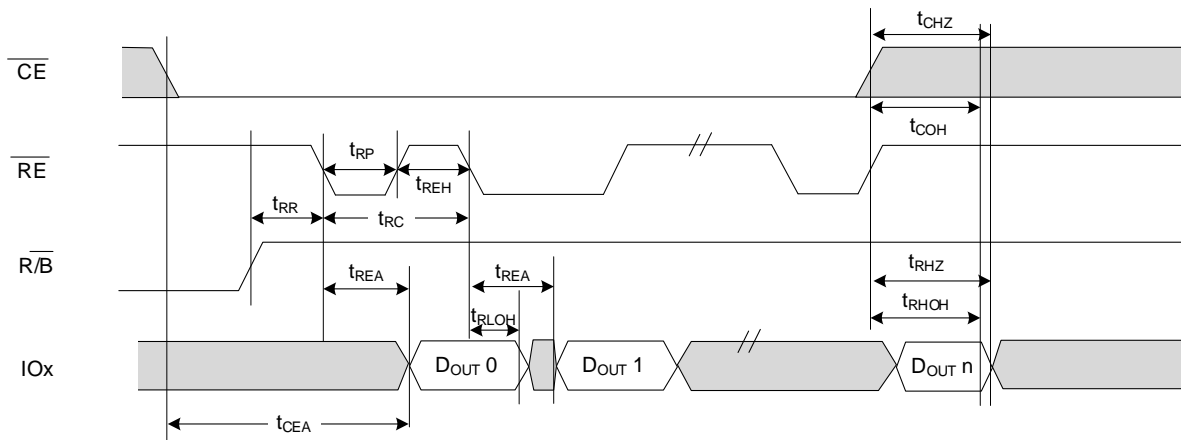 tCHZ
CE
tCOH
RE
tRP
tREH
tRR
tRC
R/B
tREA
tREA
tRHZ
tRLOH
tRHOH
IOx
DOUT 0
DOUT 1
DOUT n
tCEA